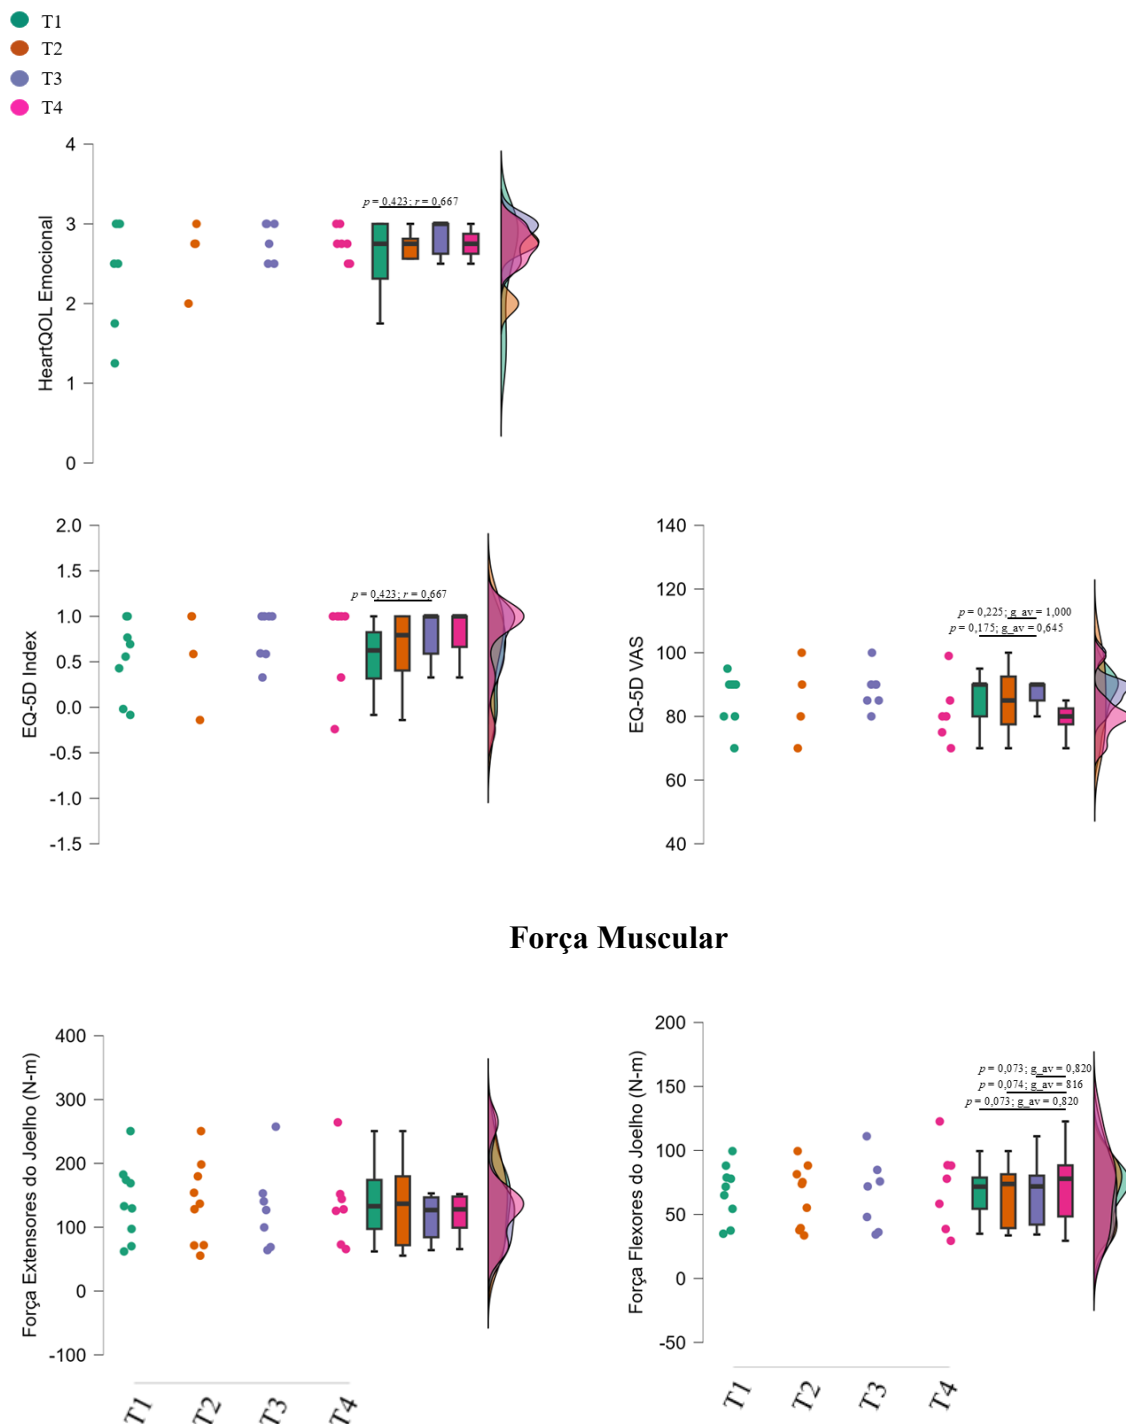 T1
T2
T3
T4
HeartQOL Emocional
4
3
2
1
0
p = 0,423; r = 0,667
EQ-5D Index
2.0
1.5
1.0
0.5
0.0
-0.5
-1.0
-1.5
p = 0,423; r = 0,667
EQ-5D VAS
140
120
100
80
60
40
p = 0,225; g_av = 1,000
p = 0,175; g_av = 0,645
Força Muscular
Força Extensores do Joelho (N-m)
400
300
200
100
0
-100
T1
T2
T3
T4
Força Flexores do Joelho (N-m)
200
150
100
50
0
-50
p = 0,073; g_av = 0,820
p = 0,074; g_av = 816
p = 0,073; g_av = 0,820
T1
T2
T3
T4